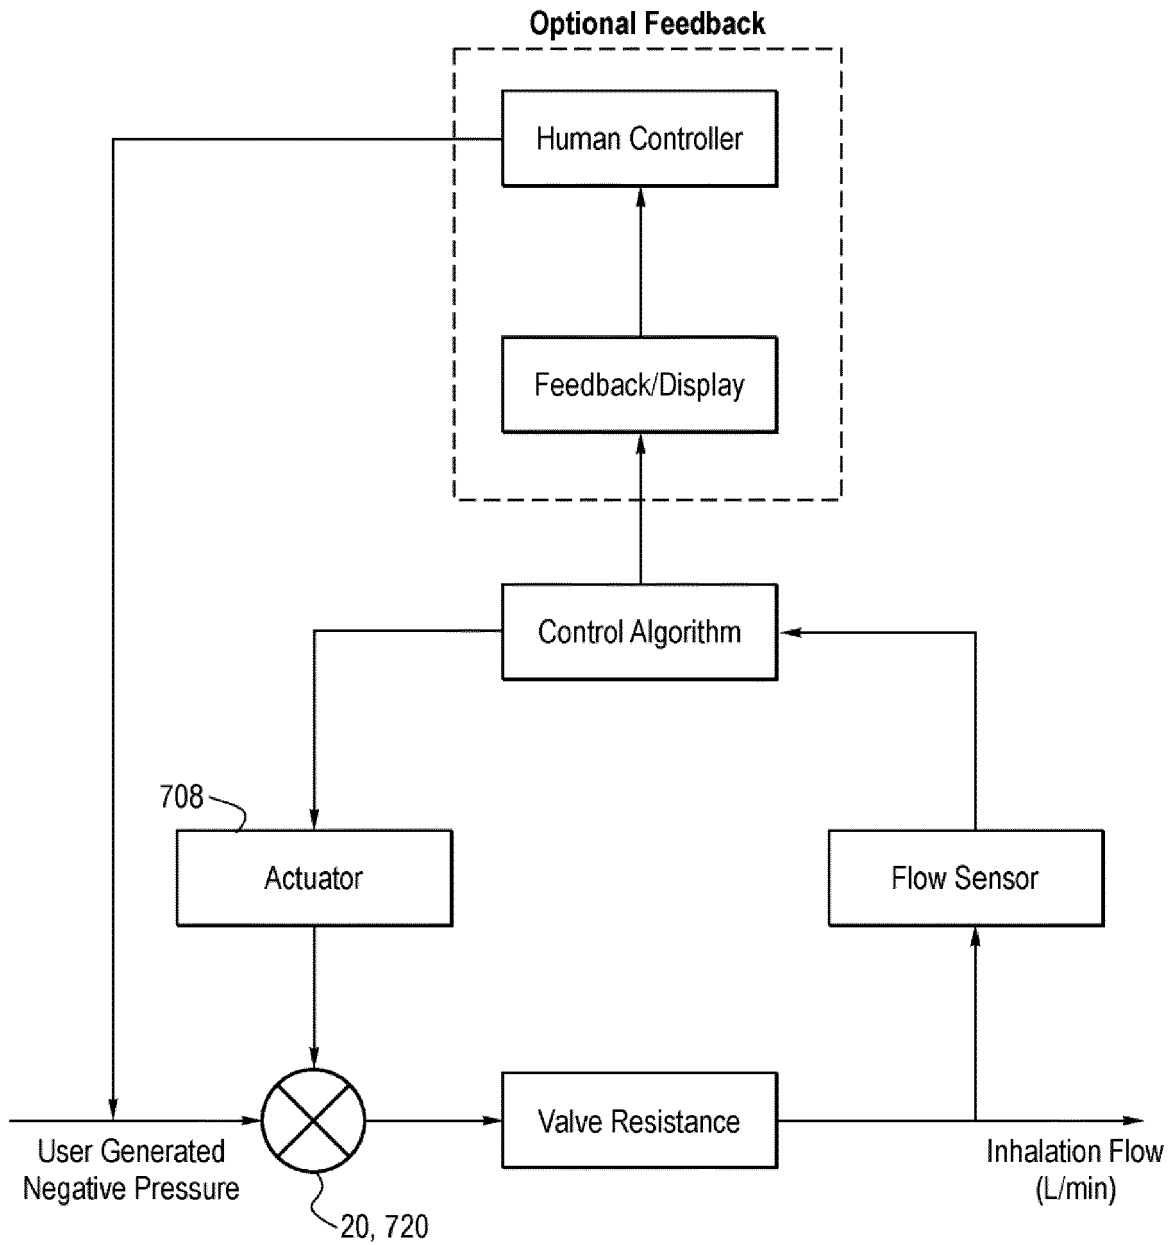 Optional Feedback
Human Controller
Feedback/Display
Control Algorithm
708
Actuator
Flow Sensor
Valve Resistance
User Generated
Negative Pressure
Inhalation Flow
(L/min)
20, 720